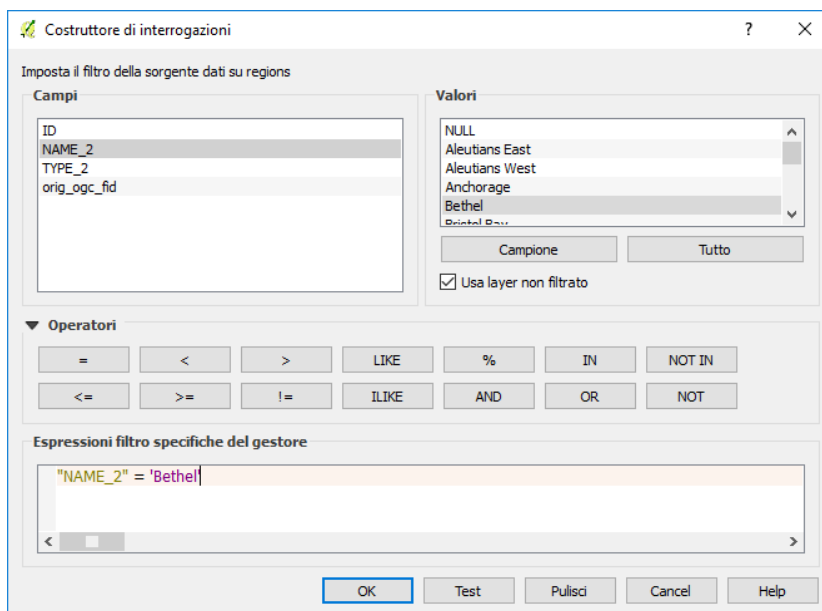 Costruttore di interrogazioni
Imposta il filtro della sorgente dati su regions
Campi
ID
NAME_2
TYPE_2
orig_ogc_fid
Valori
NULL
Aleutians East
Aleutians West
Anchorage
Bethel
Bristol Bay
Campione Tutto
Usa layer non filtrato
Operatori
= < > LIKE % IN NOT IN
<= >= != ILIKE AND OR NOT
Espressioni filtro specifiche del gestore
"NAME_2" = 'Bethel'
OK Test Pulisci Cancel Help